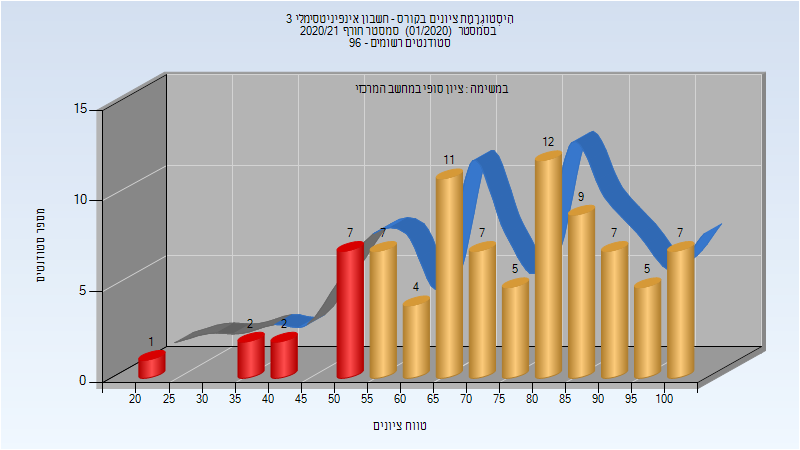 היסטוגרמת ציונים בקורס - חשבון אינפיניטסימלי 3
בסמסטר (01/2020) סמסטר חורף 2020/21
סטודנטים רשומים - 96
במשימה : ציון סופי במחשב המרכזי
מספר סטודנטים
15
10
5
0
1
2
2
7
7
4
11
7
5
12
9
7
5
7
20 25 30 35 40 45 50 55 60 65 70 75 80 85 90 95 100
טווח ציונים